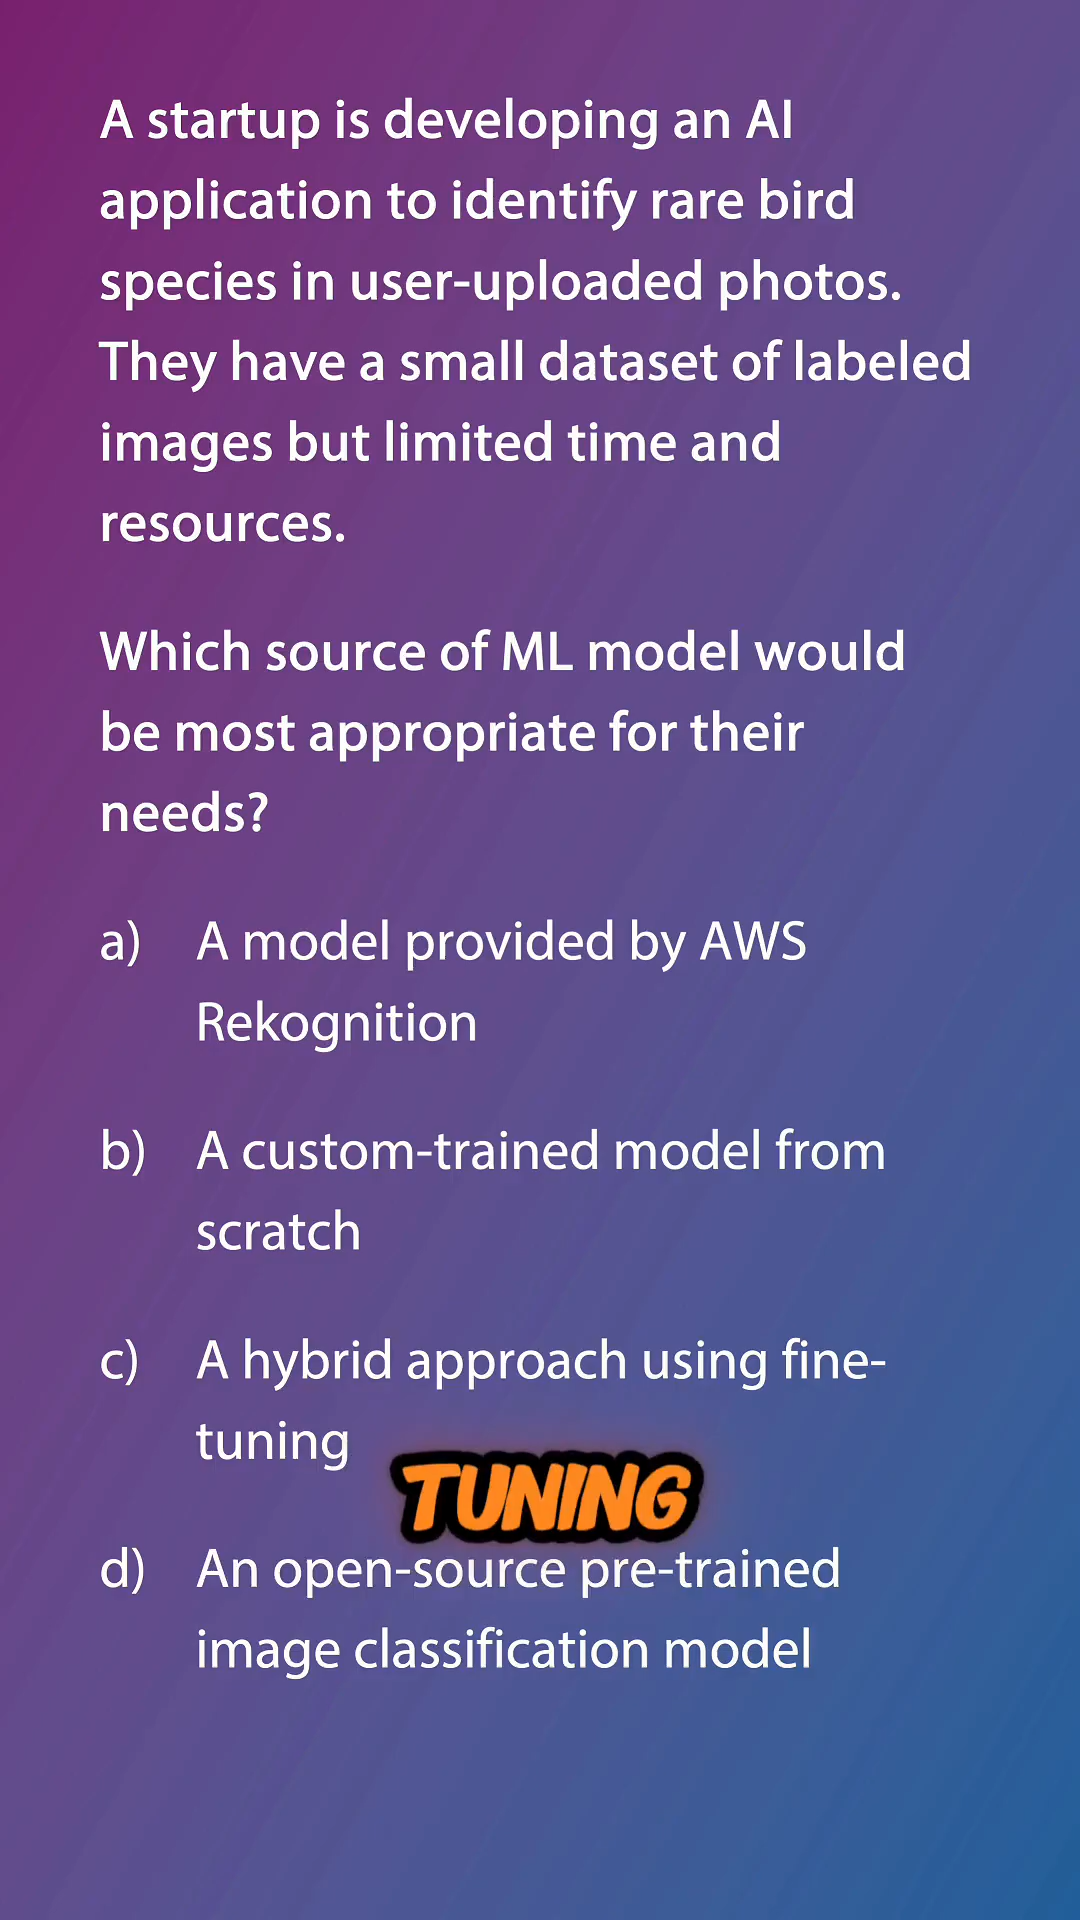 A startup is developing an AI
application to identify rare bird
species in user-uploaded photos.
They have a small dataset of labeled
images but limited time and
resources.
Which source of ML model would
be most appropriate for their
needs?
a) A model provided by AWS
Rekognition
b) A custom-trained model from
scratch
c) A hybrid approach using fine-
tuning
TUNING
d) An open-source pre-trained
image classification model